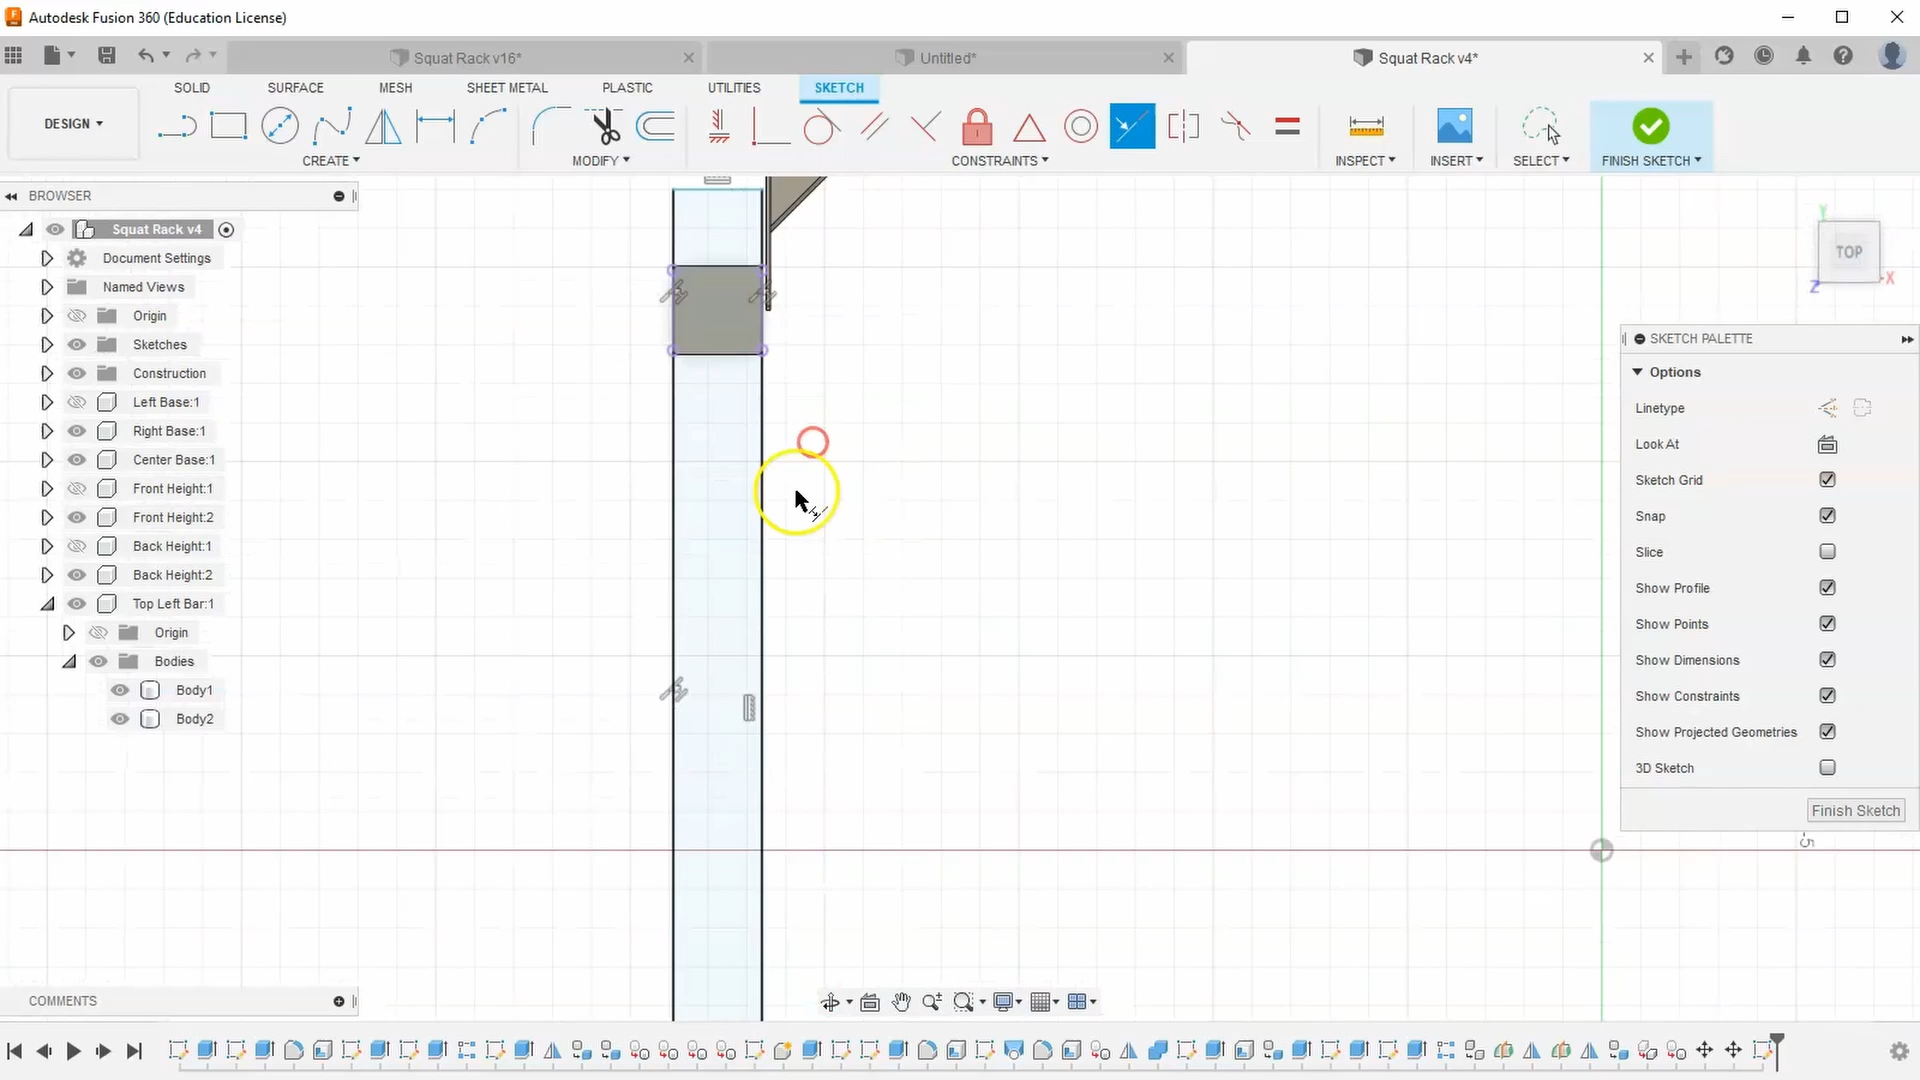 Autodesk Fusion 360 (Education License)
Squat Rack v16*
Untitled*
Squat Rack v4*
SOLID
SURFACE
MESH
SHEET METAL
PLASTIC
UTILITIES
SKETCH
DESIGN
CREATE
MODIFY
CONSTRAINTS
INSPECT
INSERT
SELECT
FINISH SKETCH
BROWSER
Squat Rack v4
Document Settings
Named Views
Origin
Sketches
Construction
Left Base:1
Right Base:1
Center Base:1
Front Height:1
Front Height:2
Back Height:1
Back Height:2
Top Left Bar:1
Origin
Bodies
Body1
Body2
Y
TOP
X
Z
SKETCH PALETTE
Options
Linetype
Look At
Sketch Grid
Snap
Slice
Show Profile
Show Points
Show Dimensions
Show Constraints
Show Projected Geometries
3D Sketch
Finish Sketch
-5
COMMENTS